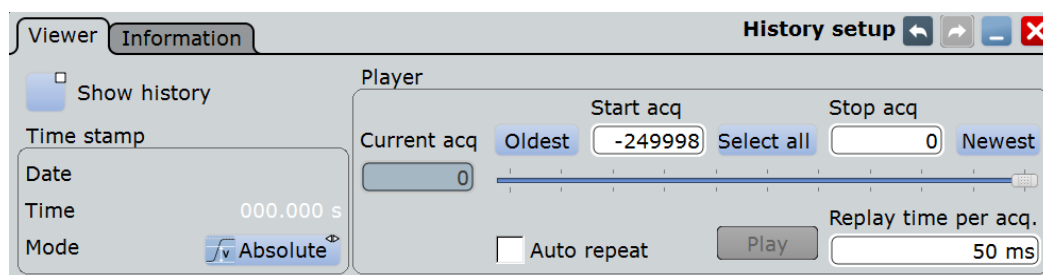 Viewer Information History setup
Show history
Player
Start acq Stop acq
Time stamp
Current acq Oldest -249998 Select all 0 Newest
Date
0
Time 000.000 s
Replay time per acq.
Mode Absolute
Auto repeat Play 50 ms